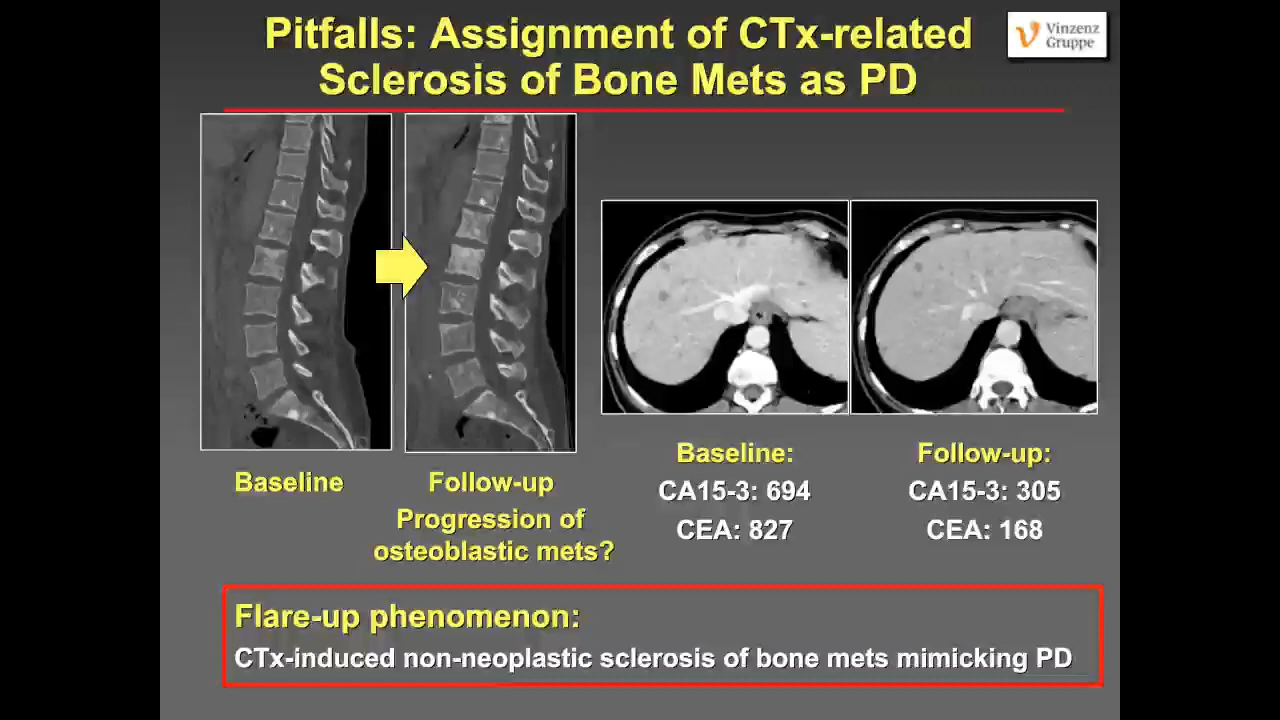 Pitfalls: Assignment of CTx-related
Sclerosis of Bone Mets as PD
Vinzenz
Gruppe
Baseline
Follow-up
Progression of
osteoblastic mets?
Baseline:
CA15-3: 694
CEA: 827
Follow-up:
CA15-3: 305
CEA: 168
Flare-up phenomenon:
CTx-induced non-neoplastic sclerosis of bone mets mimicking PD